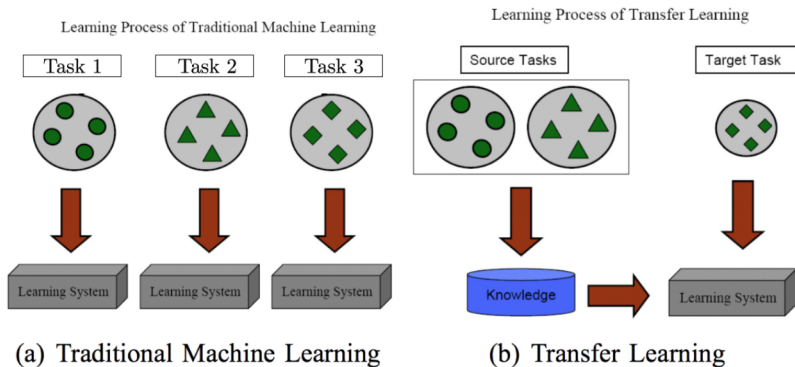 Learning Process of Traditional Machine Learning
Task 1
Task 2
Task 3
Learning System
Learning System
Learning System
(a) Traditional Machine Learning
Learning Process of Transfer Learning
Source Tasks
Target Task
Knowledge
Learning System
(b) Transfer Learning